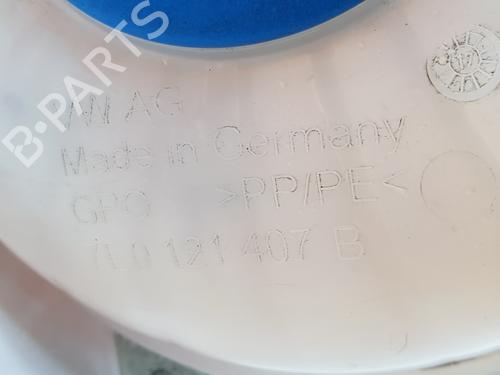 B-PARTS
VW AG
Made in Germany
GPO >PP/PE<
7L0 121 407 B